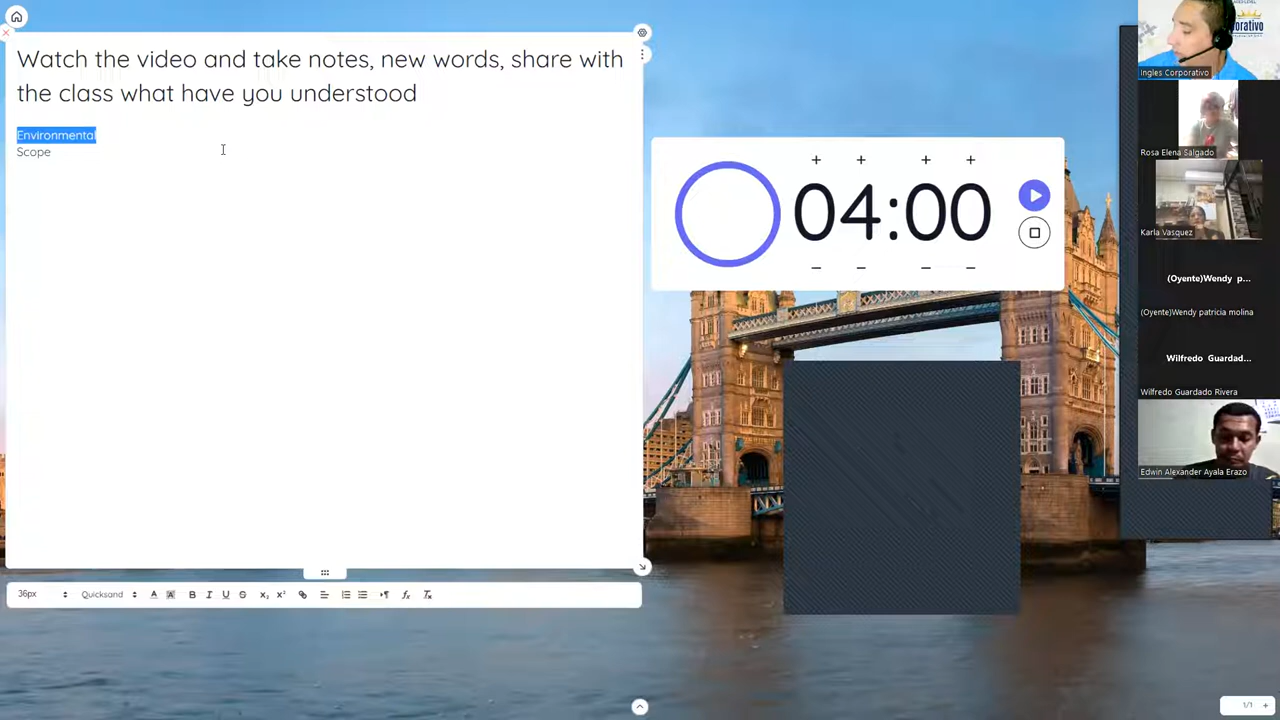 Watch the video and take notes, new words, share with
the class what have you understood
Environmental
Scope
04:00
36px
Quicksand
1/1
Ingles Corporativo
Rosa Elena Salgado
Karla Vasquez
(Oyente)Wendy p...
(Oyente)Wendy patricia molina
Wilfredo Guardad...
Wilfredo Guardado Rivera
Edwin Alexander Ayala Erazo